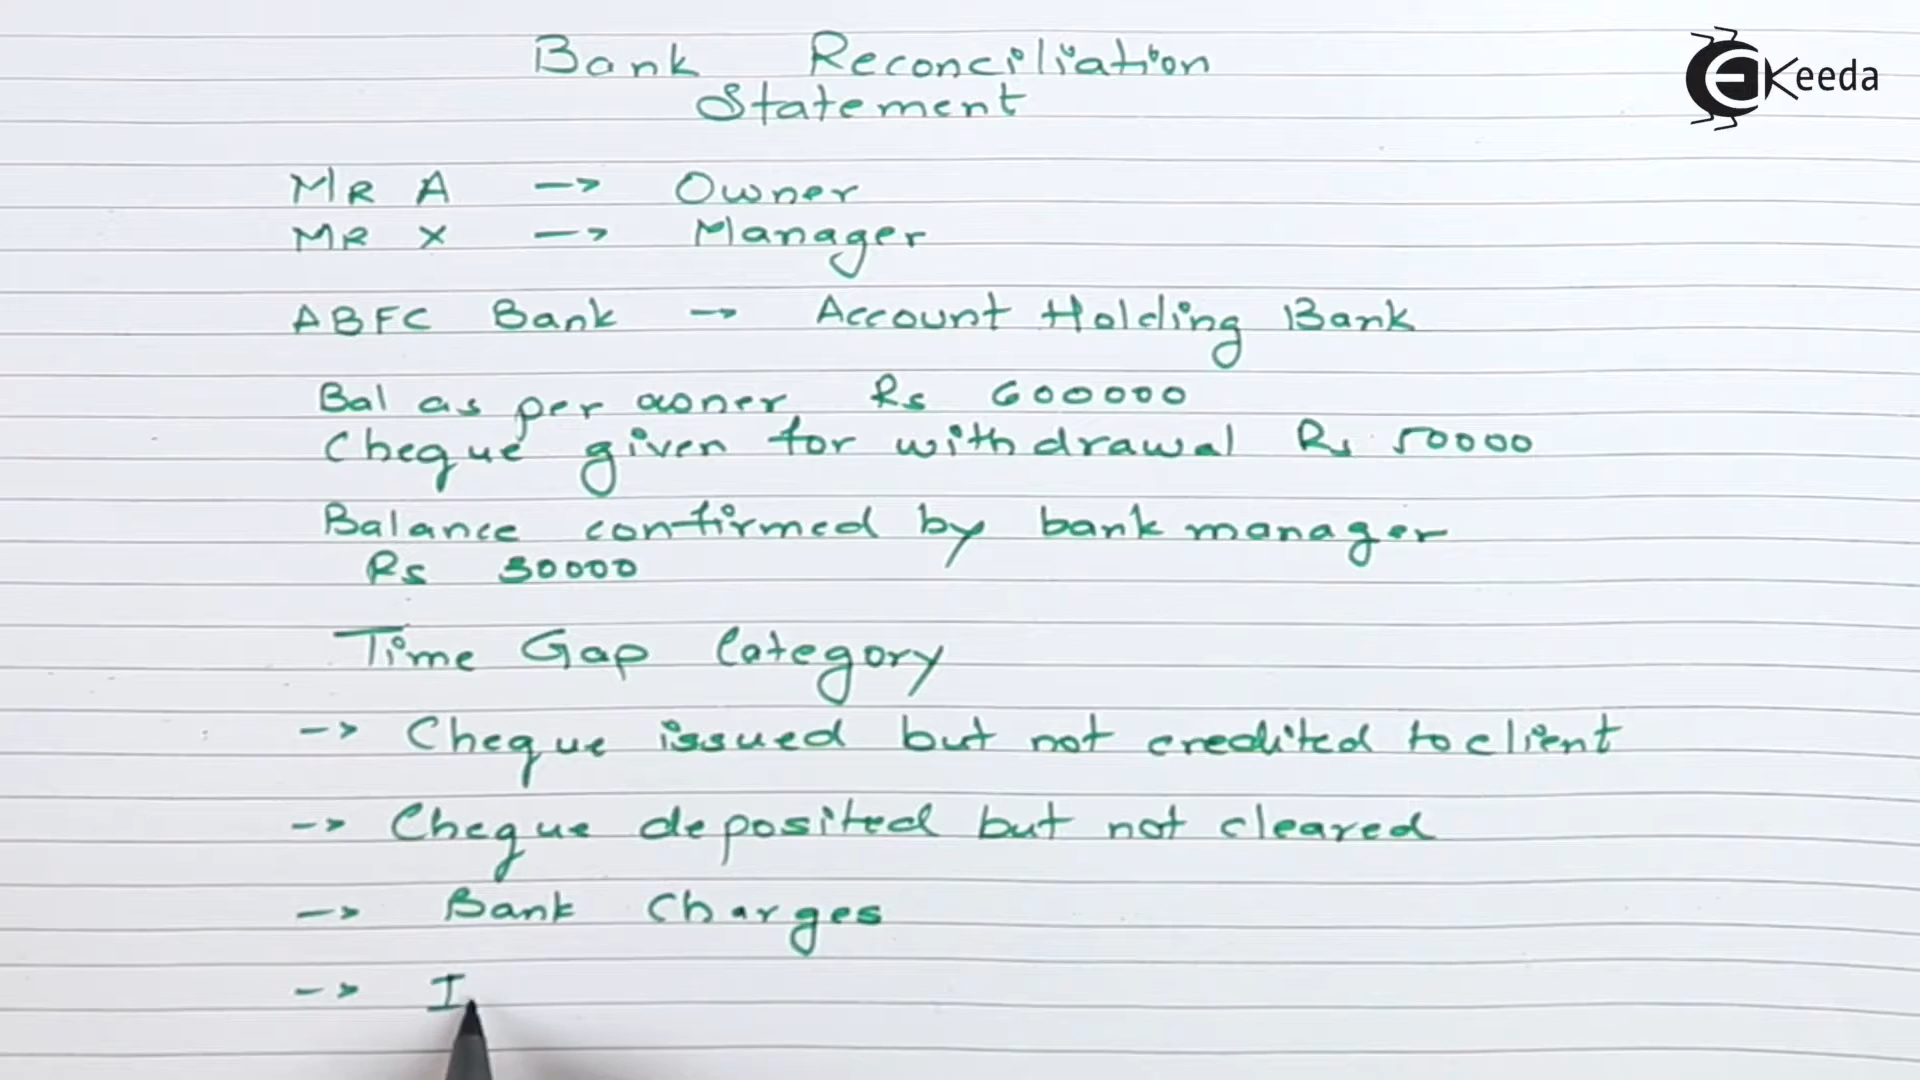 Bank Reconciliation
Statement
EKeeda
MR A -> Owner
MR X -> Manager
ABFC Bank -> Account Holding Bank
Bal as per owner Rs 600000
Cheque given for withdrawal Rs 50000
Balance confirmed by bank manager
Rs 30000
Time Gap Category
-> Cheque issued but not credited to client
-> Cheque deposited but not cleared
-> Bank Charges
-> I